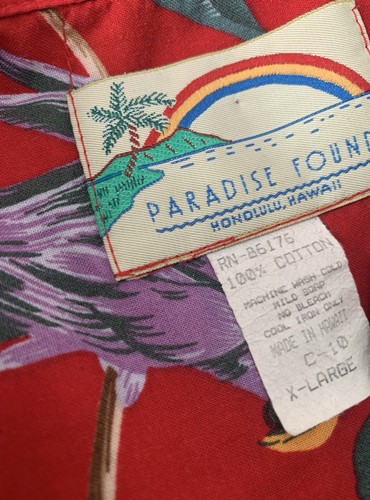 PARADISE FOUND
HONOLULU, HAWAII
RN-86176
100% COTTON
MACHINE WASH COLD
MILD SOAP
NO BLEACH
COOL IRON ONLY
MADE IN HAWAII
C-10
X-LARGE